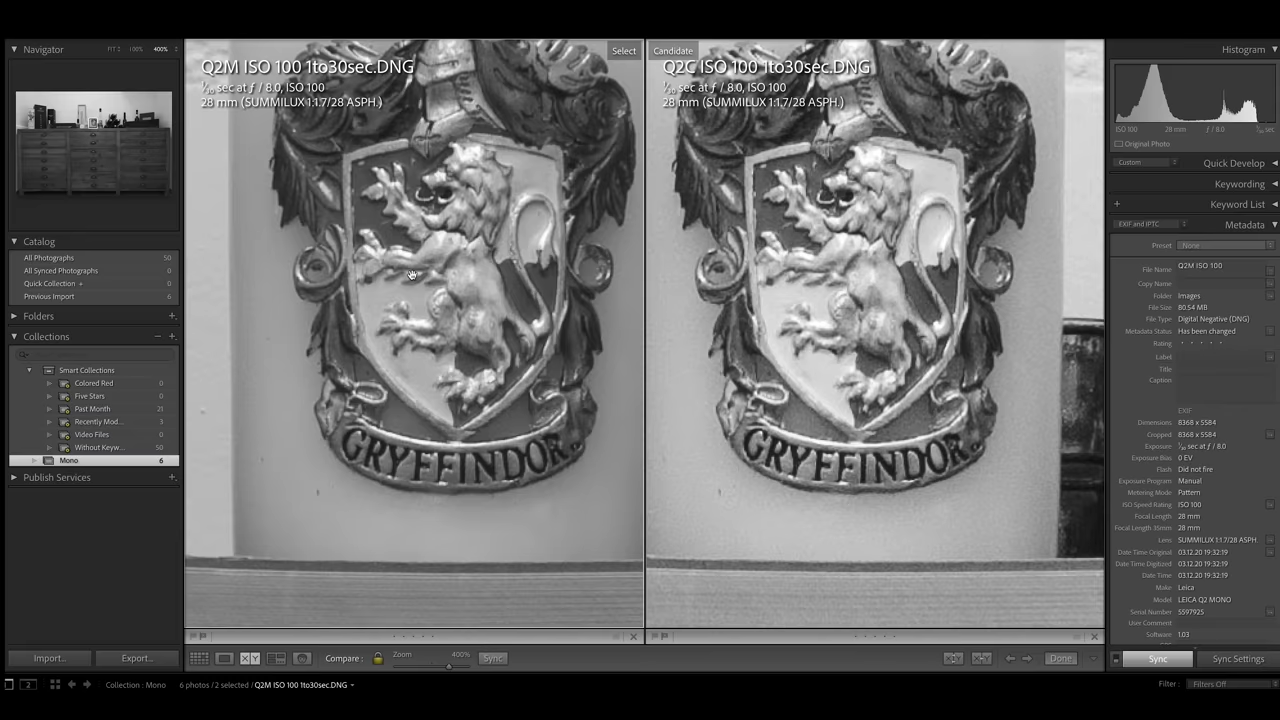 Navigator
FIT
100%
400%
Catalog
All Photographs 50
All Synced Photographs 0
Quick Collection + 0
Previous Import 6
Folders
Collections
Smart Collections
Colored Red 0
Five Stars 0
Past Month 21
Recently Mod... 3
Video Files 0
Without Keyw... 50
Mono 6
Publish Services
Import...
Export...
Select
Q2M ISO 100 1to30sec.DNG
1/30 sec at ƒ / 8.0, ISO 100
28 mm (SUMMILUX 1:1.7/28 ASPH.)
GRYFFINDOR
Candidate
Q2C ISO 100 1to30sec.DNG
1/30 sec at ƒ / 8.0, ISO 100
28 mm (SUMMILUX 1:1.7/28 ASPH.)
GRYFFINDOR
X Y
Compare :
Zoom 400%
Sync
Done
2
Collection : Mono
6 photos / 2 selected / Q2M ISO 100 1to30sec.DNG
Filter :
Filters Off
Histogram
ISO 100 28 mm ƒ / 8.0
Original Photo
Custom
Quick Develop
Keywording
Keyword List
EXIF and IPTC
Metadata
Preset None
File Name Q2M ISO 100
Copy Name
Folder Images
File Size 80.54 MB
File Type Digital Negative (DNG)
Metadata Status Has been changed
Rating
Label
Title
Caption
EXIF
Dimensions 8368 x 5584
Cropped 8368 x 5584
Exposure 1/30 sec at ƒ / 8.0
Exposure Bias 0 EV
Flash Did not fire
Exposure Program Manual
Metering Mode Pattern
ISO Speed Rating ISO 100
Focal Length 28 mm
Focal Length 35mm 28 mm
Lens SUMMILUX 1:1.7/28 ASPH.
Date Time Original 03.12.20 19:32:19
Date Time Digitized 03.12.20 19:32:19
Date Time 03.12.20 19:32:19
Make Leica
Model LEICA Q2 MONO
Serial Number 5597925
User Comment
Software 1.03
Sync
Sync Settings